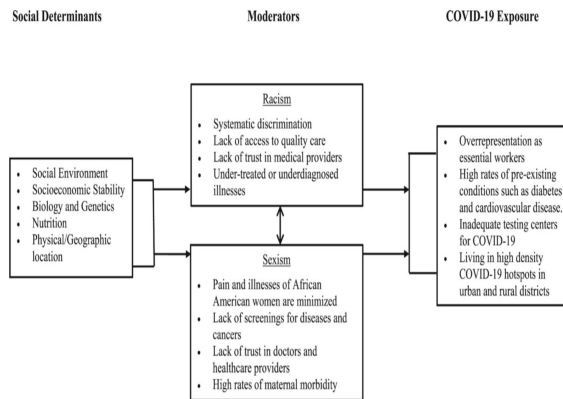 Social Determinants
Moderators
COVID-19 Exposure
Racism
• Systematic discrimination
• Lack of access to quality care
• Lack of trust in medical providers
• Under-treated or underdiagnosed
illnesses
• Social Environment
• Socioeconomic Stability
• Biology and Genetics
• Nutrition
• Physical/Geographic
location
Sexism
• Pain and illnesses of African
American women are minimized
• Lack of screenings for diseases and
cancers
• Lack of trust in doctors and
healthcare providers
• High rates of maternal morbidity
• Overrepresentation as
essential workers
• High rates of pre-existing
conditions such as diabetes
and cardiovascular disease.
• Inadequate testing centers
for COVID-19
• Living in high density
COVID-19 hotspots in
urban and rural districts